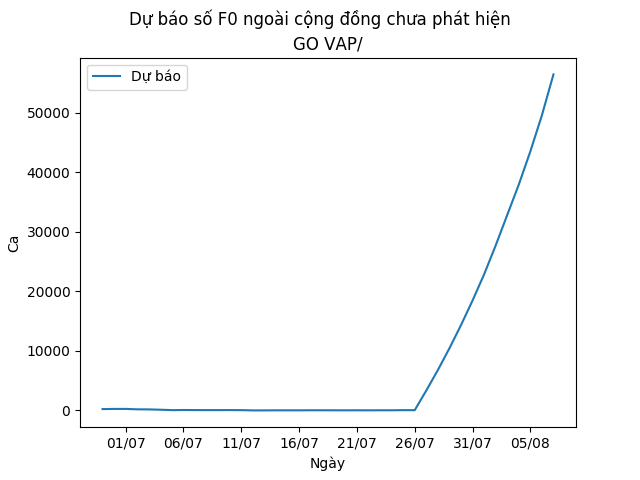 Dự báo số F0 ngoài cộng đồng chưa phát hiện
GO VAP/
Dự báo
Ca
50000
40000
30000
20000
10000
0
01/07 06/07 11/07 16/07 21/07 26/07 31/07 05/08
Ngày